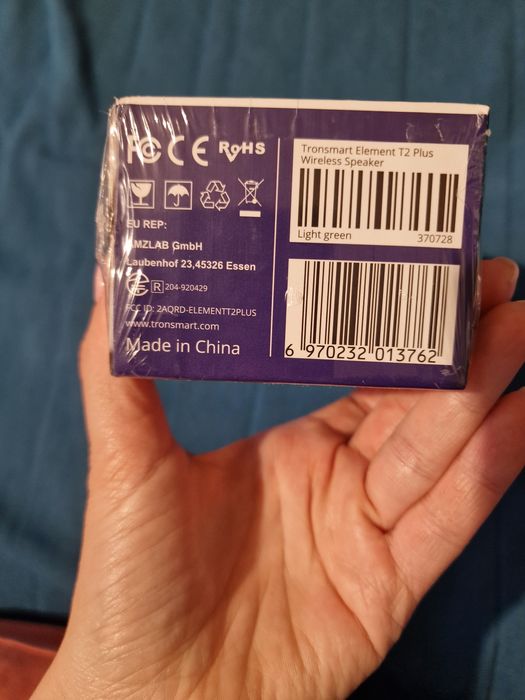 FC CE RoHS
EU REP:
AMZLAB GmbH
Laubenhof 23,45326 Essen
R 204-920429
FCC ID: 2AQRD-ELEMENTT2PLUS
www.tronsmart.com
Made in China
Tronsmart Element T2 Plus
Wireless Speaker
Light green 370728
6 970232 013762